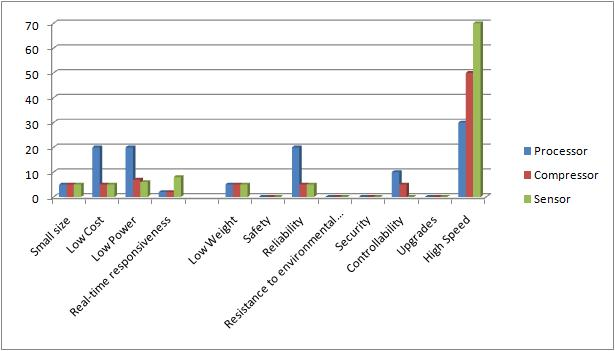 70
60
50
40
30
20
10
0
Small size
Low Cost
Low Power
Real-time responsiveness
Low Weight
Safety
Reliability
Resistance to environmental...
Security
Controllability
Upgrades
High Speed
Processor
Compressor
Sensor